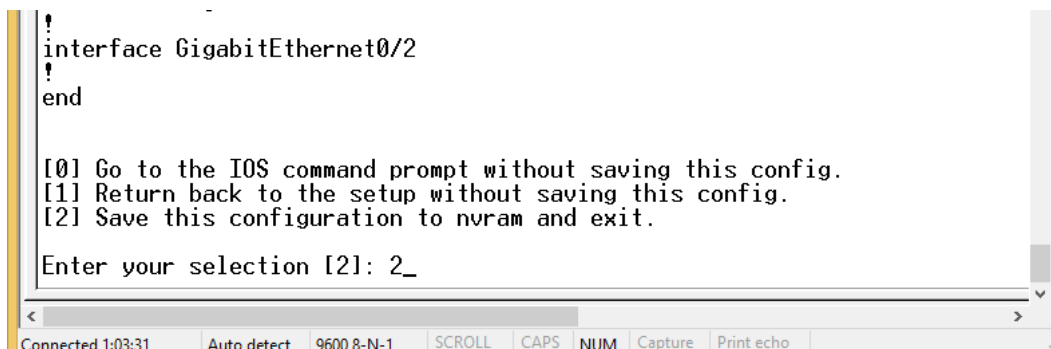 !
interface GigabitEthernet0/2
!
end
[0] Go to the IOS command prompt without saving this config.
[1] Return back to the setup without saving this config.
[2] Save this configuration to nvram and exit.
Enter your selection [2]: 2_
Connected 1:03:31 Auto detect 9600 8-N-1 SCROLL CAPS NUM Capture Print echo